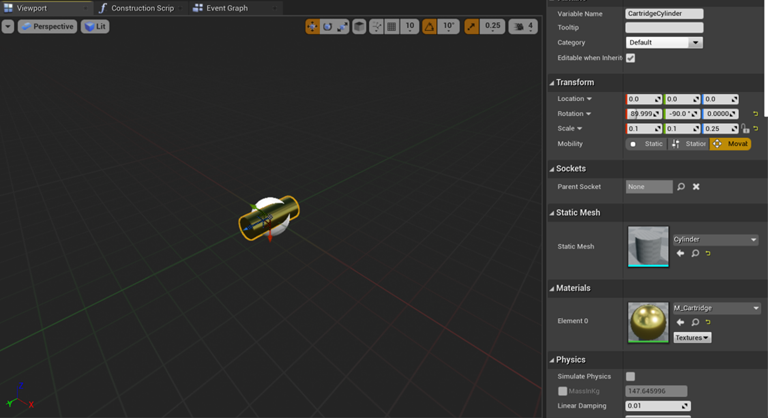 Viewport
Construction Scrip
Event Graph
Perspective
Lit
10
10°
0.25
4
Variable Name
CartridgeCylinder
Tooltip
Category
Default
Editable when Inherit
Transform
Location
0.0
0.0
0.0
Rotation
89.999
-90.0 °
0.0000
Scale
0.1
0.1
0.25
Mobility
Static
Station
Movat
Sockets
Parent Socket
None
Static Mesh
Static Mesh
Cylinder
Materials
Element 0
M_Cartridge
Textures
Physics
Simulate Physics
MassInKg
147.645996
Linear Damping
0.01